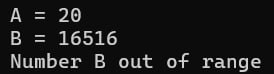 A = 20
B = 16516
Number B out of range